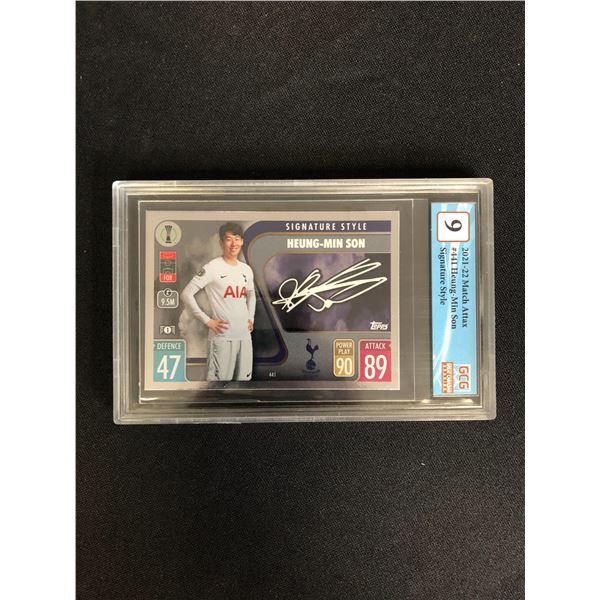 SIGNATURE STYLE
HEUNG-MIN SON
FOR
9.5M
1
AIA
Topps
DEFENCE
47
POWER PLAY
90
ATTACK
89
441
9
2021-22 Match Attax
#441 Heung-Min Son
Signature Style
GCG